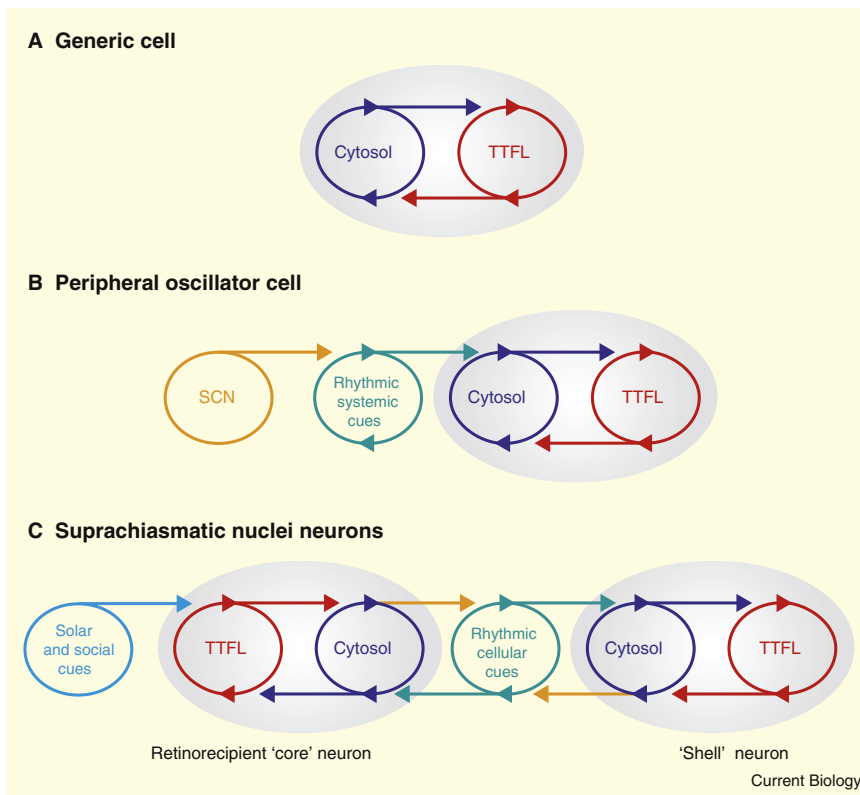 A Generic cell
Cytosol
TTFL
B Peripheral oscillator cell
SCN
Rhythmic
systemic
cues
Cytosol
TTFL
C Suprachiasmatic nuclei neurons
Solar
and social
cues
TTFL
Cytosol
Rhythmic
cellular
cues
Cytosol
TTFL
Retinorecipient ‘core’ neuron
‘Shell’ neuron
Current Biology